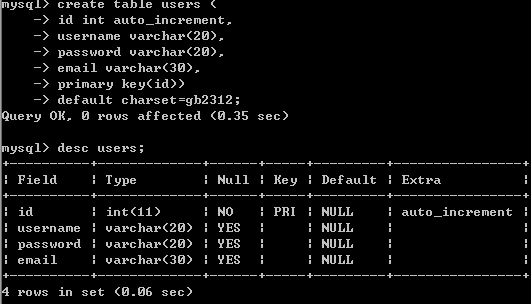 mysql> create table users (
    -> id int auto_increment,
    -> username varchar(20),
    -> password varchar(20),
    -> email varchar(30),
    -> primary key(id))
    -> default charset=gb2312;
Query OK, 0 rows affected (0.35 sec)

mysql> desc users;
+----------+-------------+------+-----+---------+----------------+
| Field    | Type        | Null | Key | Default | Extra          |
+----------+-------------+------+-----+---------+----------------+
| id       | int(11)     | NO   | PRI | NULL    | auto_increment |
| username | varchar(20) | YES  |     | NULL    |                |
| password | varchar(20) | YES  |     | NULL    |                |
| email    | varchar(30) | YES  |     | NULL    |                |
+----------+-------------+------+-----+---------+----------------+
4 rows in set (0.06 sec)